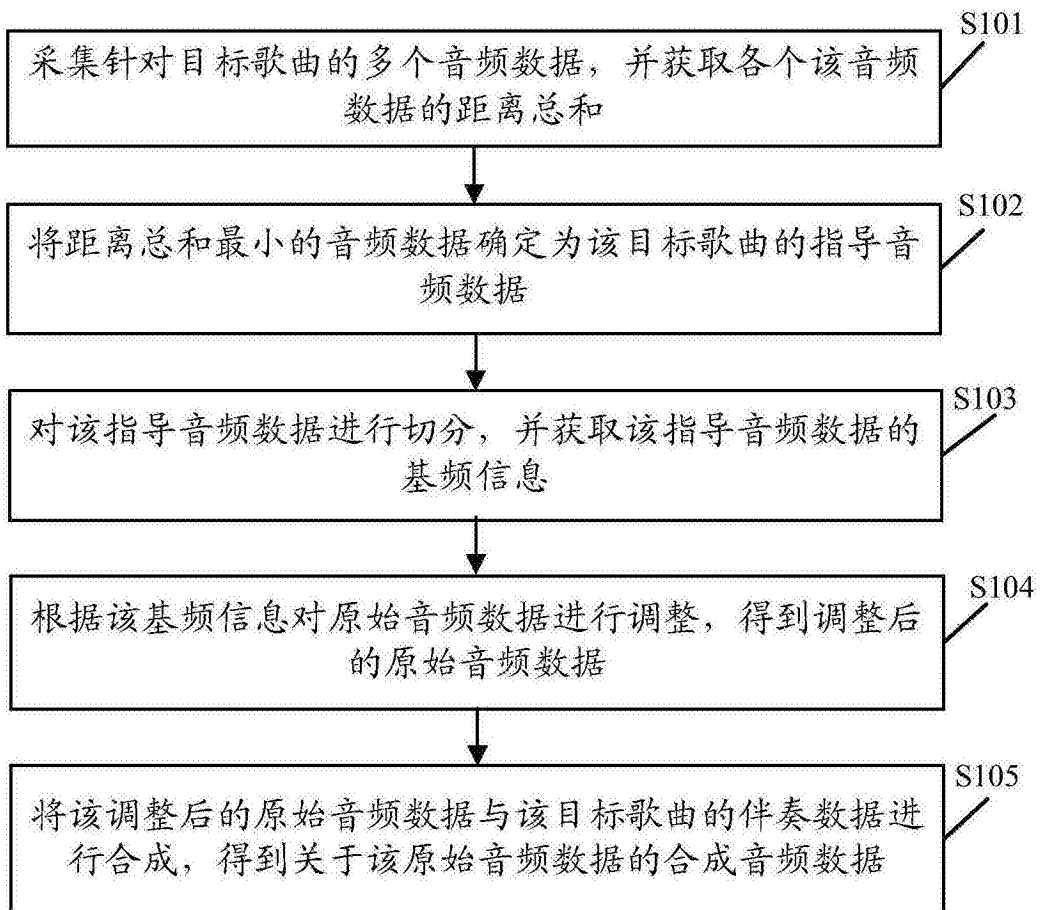 S101
采集针对目标歌曲的多个音频数据，并获取各个该音频
数据的距离总和
S102
将距离总和最小的音频数据确定为该目标歌曲的指导音
频数据
S103
对该指导音频数据进行切分，并获取该指导音频数据的
基频信息
S104
根据该基频信息对原始音频数据进行调整，得到调整后
的原始音频数据
S105
将该调整后的原始音频数据与该目标歌曲的伴奏数据进
行合成，得到关于该原始音频数据的合成音频数据